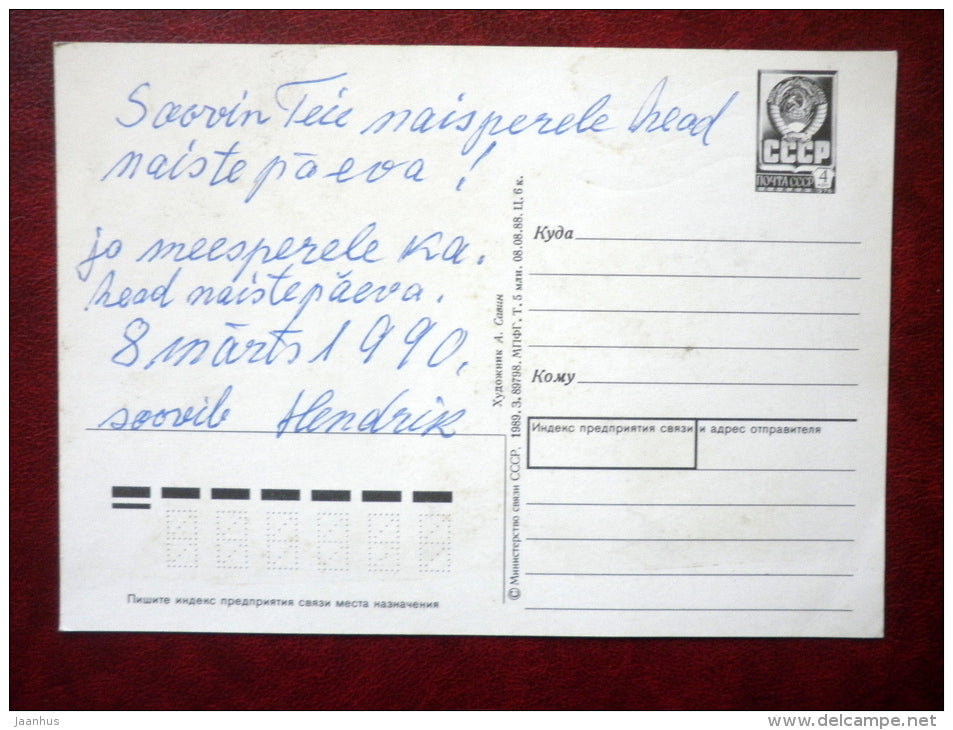 Soovin Teie naisperele head
naistepäeva !
ja meesperele ka.
head naistepäeva.
8 märts 1990.
soovib Hendrik
СССР
ПОЧТА СССР 4
Куда
Кому
Индекс предприятия связи и адрес отправителя
Художник А. Савин
© Министерство связи СССР, 1989. З. 89798. МПФГ. Т. 5 млн. 08.08.88. Ц. 6 к.
Пишите индекс предприятия связи места назначения
Jaanhus
www.delcampe.net